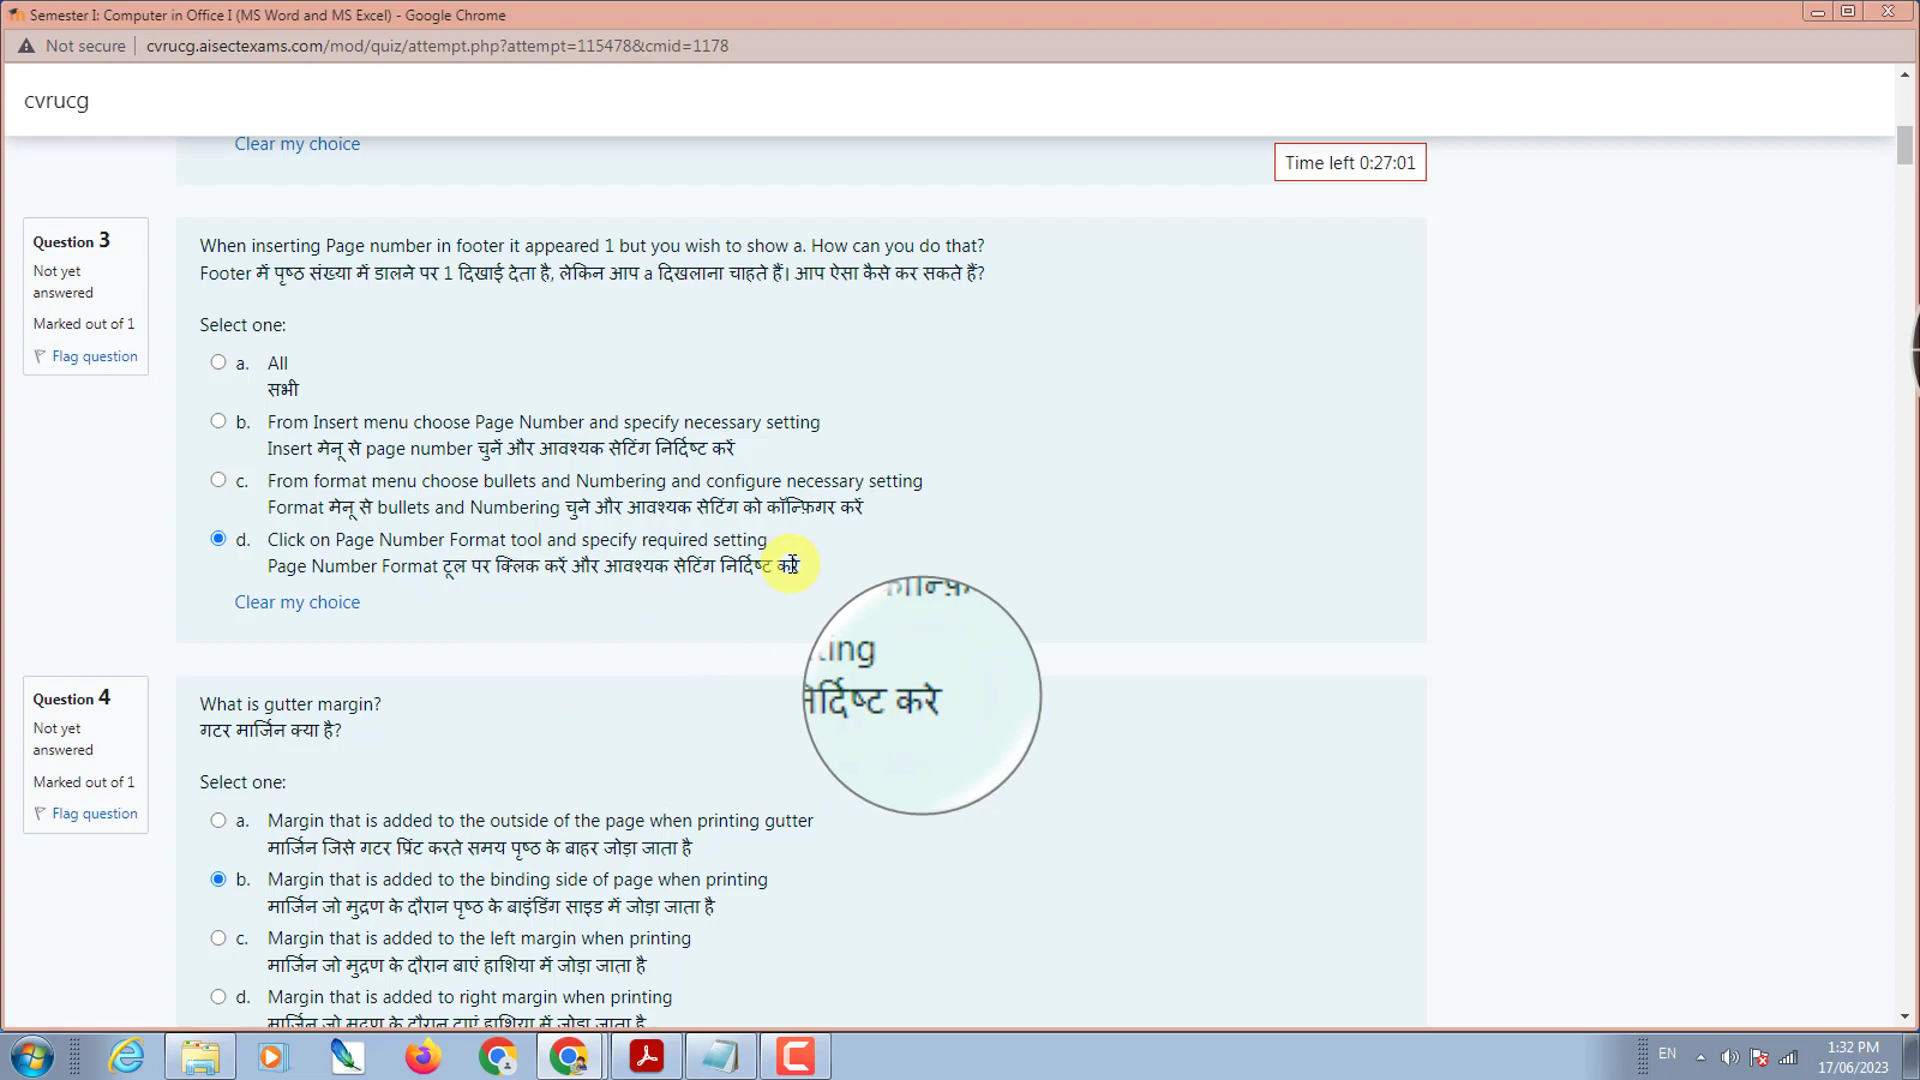 Semester I: Computer in Office I (MS Word and MS Excel) - Google Chrome
Not secure cvrucg.aisectexams.com/mod/quiz/attempt.php?attempt=115478&cmid=1178
cvrucg
Clear my choice
Time left 0:27:01
Question 3
Not yet
answered
Marked out of 1
Flag question
When inserting Page number in footer it appeared 1 but you wish to show a. How can you do that?
Footer में पृष्ठ संख्या में डालने पर 1 दिखाई देता है, लेकिन आप a दिखलाना चाहते हैं। आप ऐसा कैसे कर सकते हैं?
Select one:
a. All
सभी
b. From Insert menu choose Page Number and specify necessary setting
Insert मेनू से page number चुनें और आवश्यक सेटिंग निर्दिष्ट करें
c. From format menu choose bullets and Numbering and configure necessary setting
Format मेनू से bullets and Numbering चुने और आवश्यक सेटिंग को कॉन्फ़िगर करें
d. Click on Page Number Format tool and specify required setting
Page Number Format टूल पर क्लिक करें और आवश्यक सेटिंग निर्दिष्ट करे
Clear my choice
ting
निर्दिष्ट करे
Question 4
Not yet
answered
Marked out of 1
Flag question
What is gutter margin?
गटर मार्जिन क्या है?
Select one:
a. Margin that is added to the outside of the page when printing gutter
मार्जिन जिसे गटर प्रिंट करते समय पृष्ठ के बाहर जोड़ा जाता है
b. Margin that is added to the binding side of page when printing
मार्जिन जो मुद्रण के दौरान पृष्ठ के बाइंडिंग साइड में जोड़ा जाता है
c. Margin that is added to the left margin when printing
मार्जिन जो मुद्रण के दौरान बाएं हाशिया में जोड़ा जाता है
d. Margin that is added to right margin when printing
मार्जिन जो मुद्रण के दौरान दाएं हाशिया में जोड़ा जाता है
EN
1:32 PM
17/06/2023